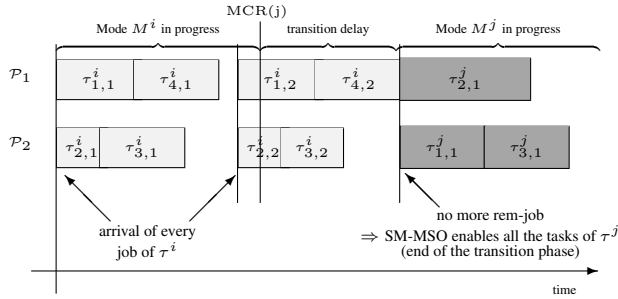 MCR(j)
Mode M^i in progress
transition delay
Mode M^j in progress
P_1
τ^i_{1,1}
τ^i_{4,1}
τ^i_{1,2}
τ^i_{4,2}
τ^j_{2,1}
P_2
τ^i_{2,1}
τ^i_{3,1}
τ^i_{2,2}
τ^i_{3,2}
τ^j_{1,1}
τ^j_{3,1}
arrival of every
job of τ^i
no more rem-job
⇒ SM-MSO enables all the tasks of τ^j
(end of the transition phase)
time